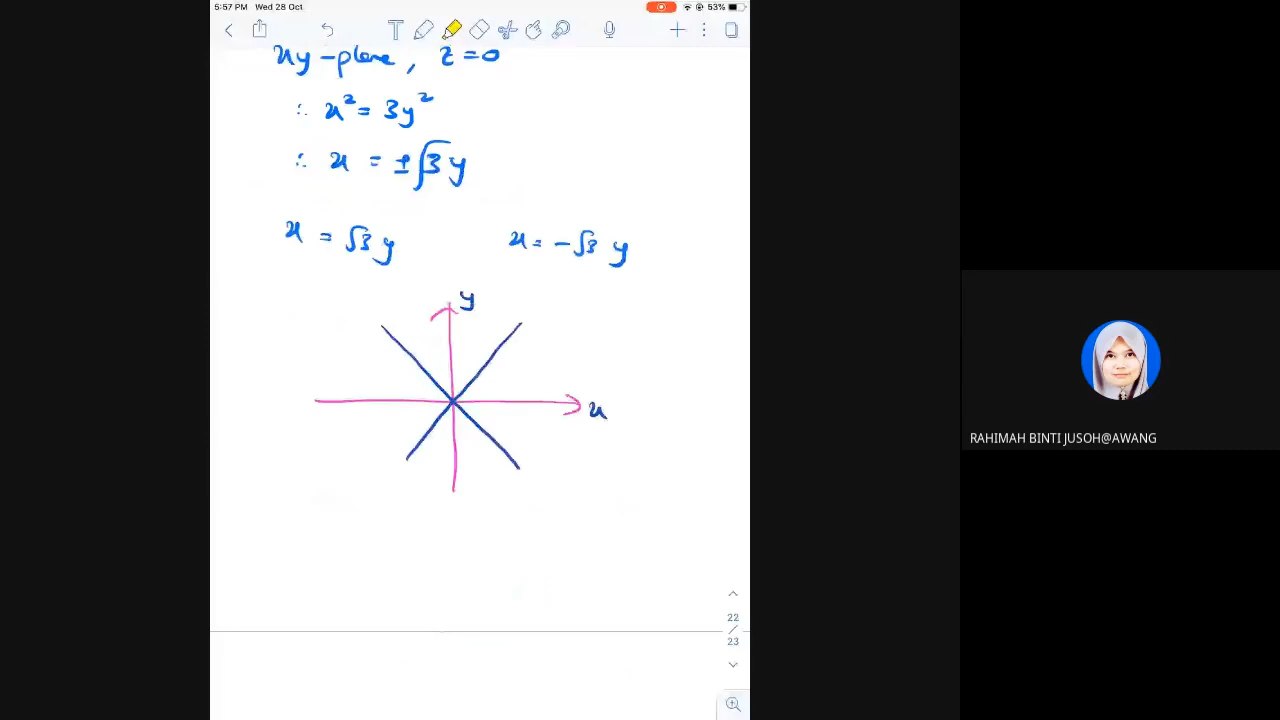 5:57 PM Wed 28 Oct
53%
xy-plane, z=0
∴ x² = 3y²
∴ x = ±√3 y
x = √3 y
x = -√3 y
y
x
22
/
23
RAHIMAH BINTI JUSOH@AWANG